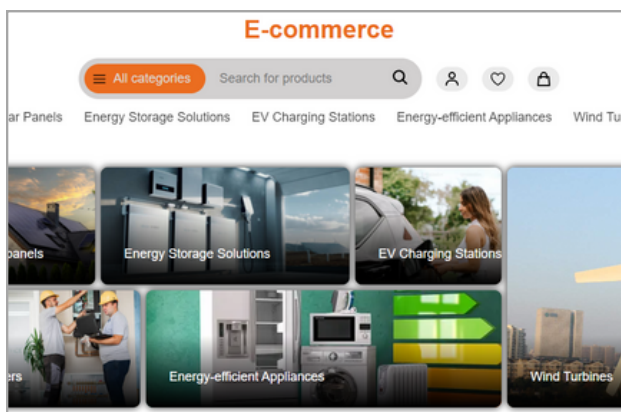 E-commerce
All categories Search for products
ar Panels Energy Storage Solutions EV Charging Stations Energy-efficient Appliances Wind Tu
panels Energy Storage Solutions EV Charging Stations
ers Energy-efficient Appliances Wind Turbines